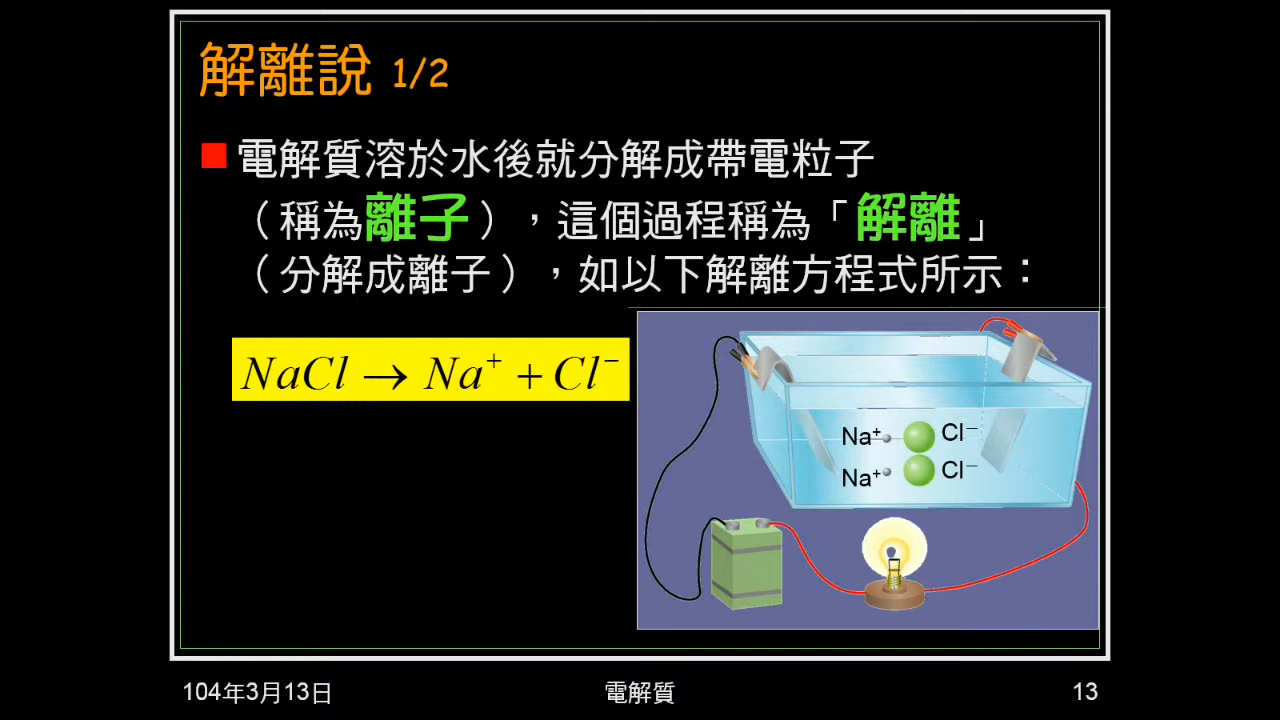 解離說 1/2
電解質溶於水後就分解成帶電粒子
（稱為離子），這個過程稱為「解離」
（分解成離子），如以下解離方程式所示：
NaCl → Na⁺ + Cl⁻
Na⁺ Cl⁻
Na⁺ Cl⁻
104年3月13日 電解質 13